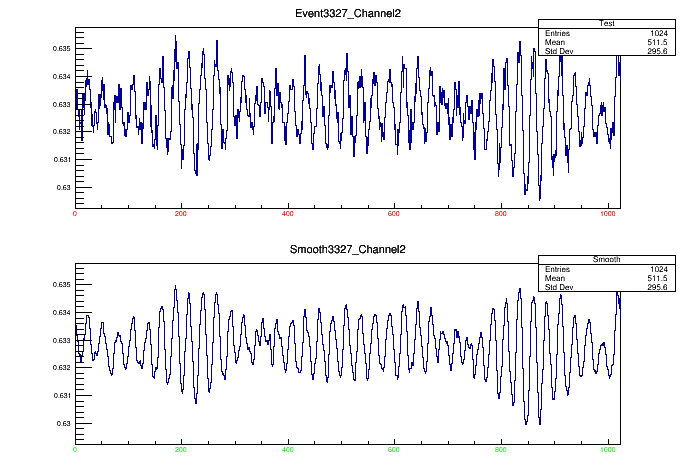 Event3327_Channel2
Test
Entries 1024
Mean 511.5
Std Dev 295.6
0.635
0.634
0.633
0.632
0.631
0.63
0 200 400 600 800 1000
Smooth3327_Channel2
Smooth
Entries 1024
Mean 511.5
Std Dev 295.6
0.635
0.634
0.633
0.632
0.631
0.63
0 200 400 600 800 1000